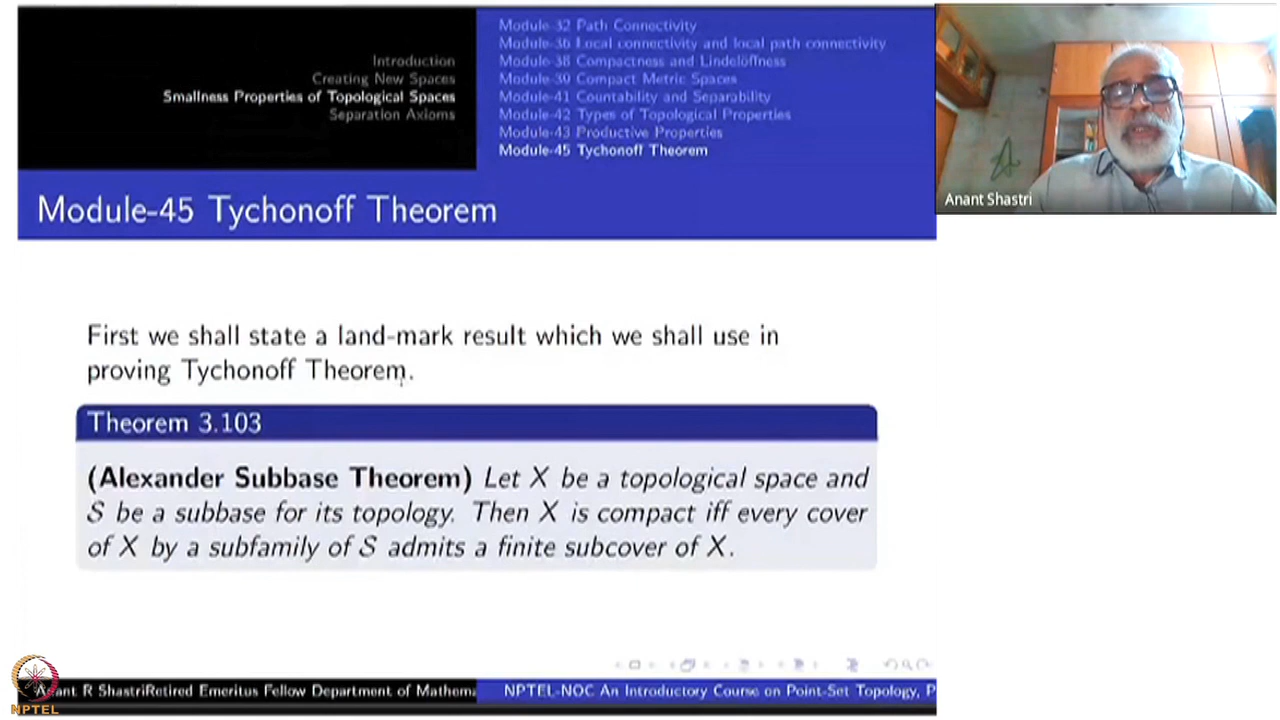 Introduction
Creating New Spaces
Smallness Properties of Topological Spaces
Separation Axioms
Module-32 Path Connectivity
Module-36 Local connectivity and local path connectivity
Module-38 Compactness and Lindelöfness
Module-39 Compact Metric Spaces
Module-41 Countability and Separability
Module-42 Types of Topological Properties
Module-43 Productive Properties
Module-45 Tychonoff Theorem
Anant Shastri
Module-45 Tychonoff Theorem
First we shall state a land-mark result which we shall use in
proving Tychonoff Theorem.
Theorem 3.103
(Alexander Subbase Theorem) Let X be a topological space and
S be a subbase for its topology. Then X is compact iff every cover
of X by a subfamily of S admits a finite subcover of X.
Anant R ShastriRetired Emeritus Fellow Department of Mathema
NPTEL-NOC An Introductory Course on Point-Set Topology, P
NPTEL